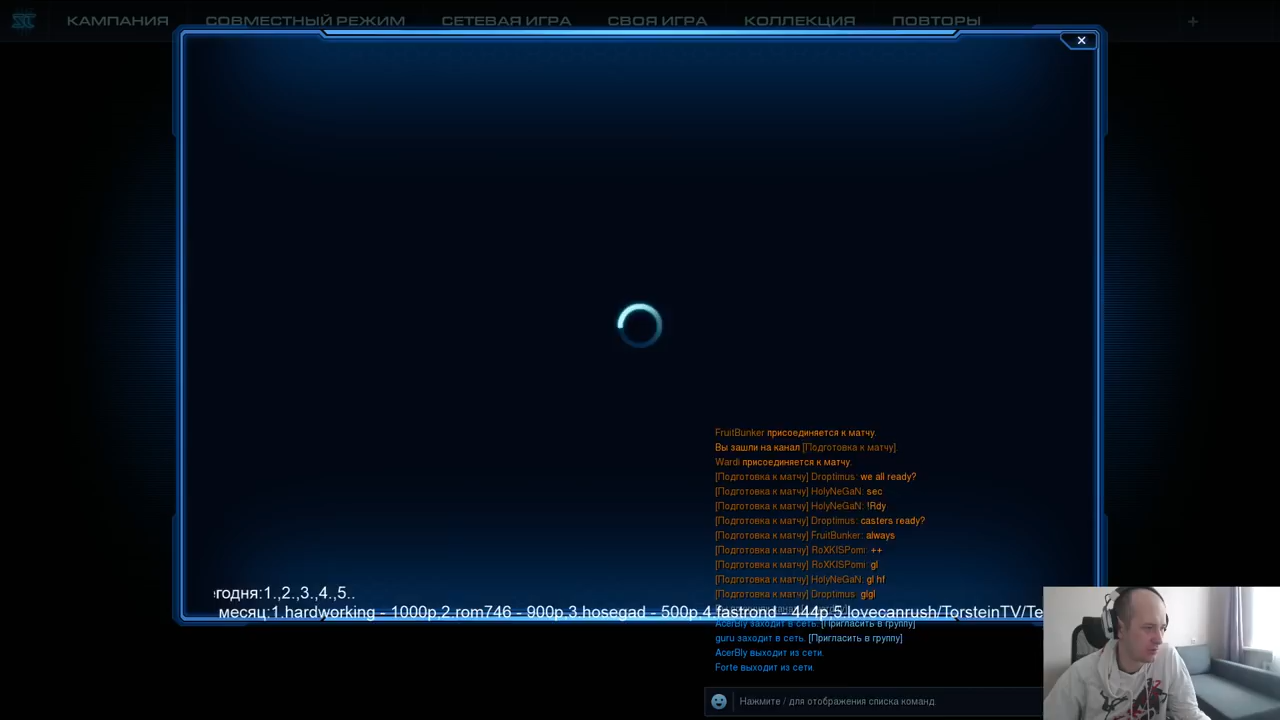 КАМПАНИЯ СОВМЕСТНЫЙ РЕЖИМ СЕТЕВАЯ ИГРА СВОЯ ИГРА КОЛЛЕКЦИЯ ПОВТОРЫ
FruitBunker присоединяется к матчу.
Вы зашли на канал [Подготовка к матчу].
Wardi присоединяется к матчу.
[Подготовка к матчу] Droptimus: we all ready?
[Подготовка к матчу] HolyNeGaN: sec
[Подготовка к матчу] HolyNeGaN: !Rdy
[Подготовка к матчу] Droptimus: casters ready?
[Подготовка к матчу] FruitBunker: always
[Подготовка к матчу] RoXKISPomi: ++
[Подготовка к матчу] RoXKISPomi: gl
[Подготовка к матчу] HolyNeGaN: gl hf
[Подготовка к матчу] Droptimus: glgl
годня:1.,2.,3.,4.,5..
месяц:1.hardworking - 1000р,2.rom746 - 900р,3.hosegad - 500р,4.fastrond - 444р,5.lovecanrush/TorsteinTV/Te
AcerBly заходит в сеть. [Пригласить в группу]
guru заходит в сеть. [Пригласить в группу]
AcerBly выходит из сети.
Forte выходит из сети.
Нажмите / для отображения списка команд.